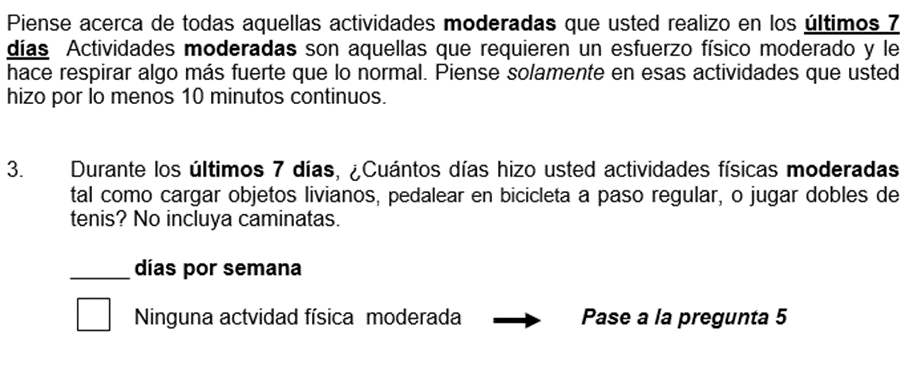 Piense acerca de todas aquellas actividades moderadas que usted realizo en los últimos 7
días Actividades moderadas son aquellas que requieren un esfuerzo físico moderado y le
hace respirar algo más fuerte que lo normal. Piense solamente en esas actividades que usted
hizo por lo menos 10 minutos continuos.
3. Durante los últimos 7 días, ¿Cuántos días hizo usted actividades físicas moderadas
tal como cargar objetos livianos, pedalear en bicicleta a paso regular, o jugar dobles de
tenis? No incluya caminatas.
_____ días por semana
Ninguna actvidad física moderada Pase a la pregunta 5